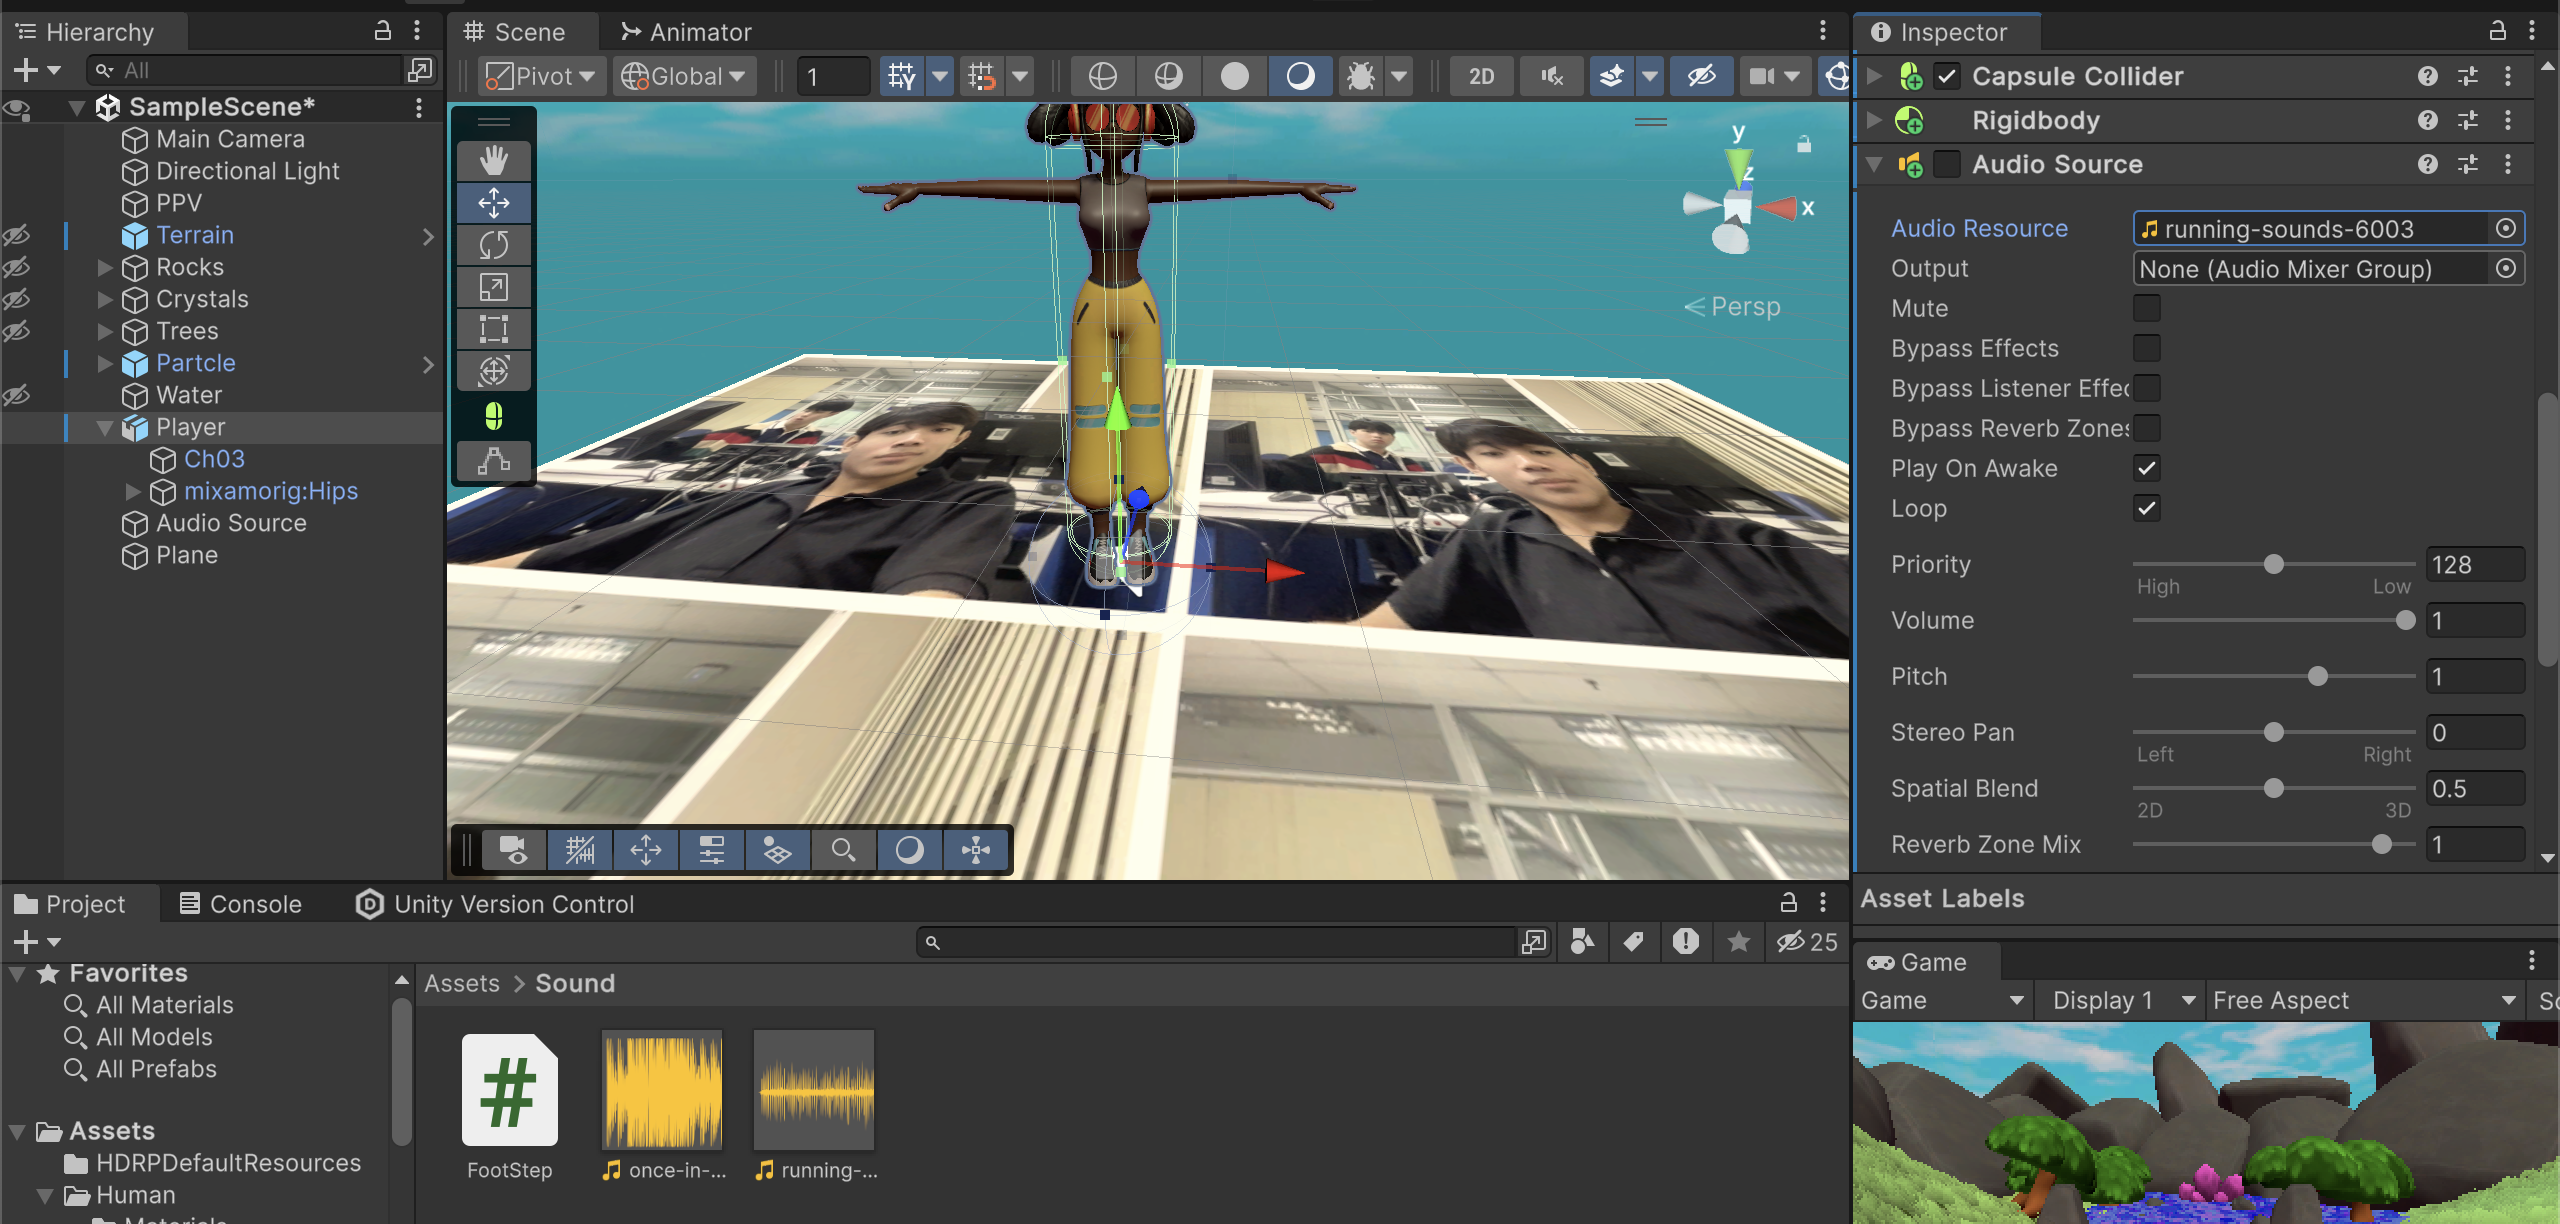 Hierarchy
All
SampleScene*
Main Camera
Directional Light
PPV
Terrain
Rocks
Crystals
Trees
Partcle
Water
Player
Ch03
mixamorig:Hips
Audio Source
Plane
Scene
Animator
Pivot
Global
1
2D
y
z
x
Persp
Inspector
Capsule Collider
Rigidbody
Audio Source
Audio Resource
running-sounds-6003
Output
None (Audio Mixer Group)
Mute
Bypass Effects
Bypass Listener Effec
Bypass Reverb Zones
Play On Awake
Loop
Priority
128
High
Low
Volume
1
Pitch
1
Stereo Pan
0
Left
Right
Spatial Blend
0.5
2D
3D
Reverb Zone Mix
1
Asset Labels
Project
Console
Unity Version Control
25
Favorites
All Materials
All Models
All Prefabs
Assets
HDRPDefaultResources
Human
Materials
Assets > Sound
FootStep
once-in-...
running-...
Game
Game
Display 1
Free Aspect
Sc